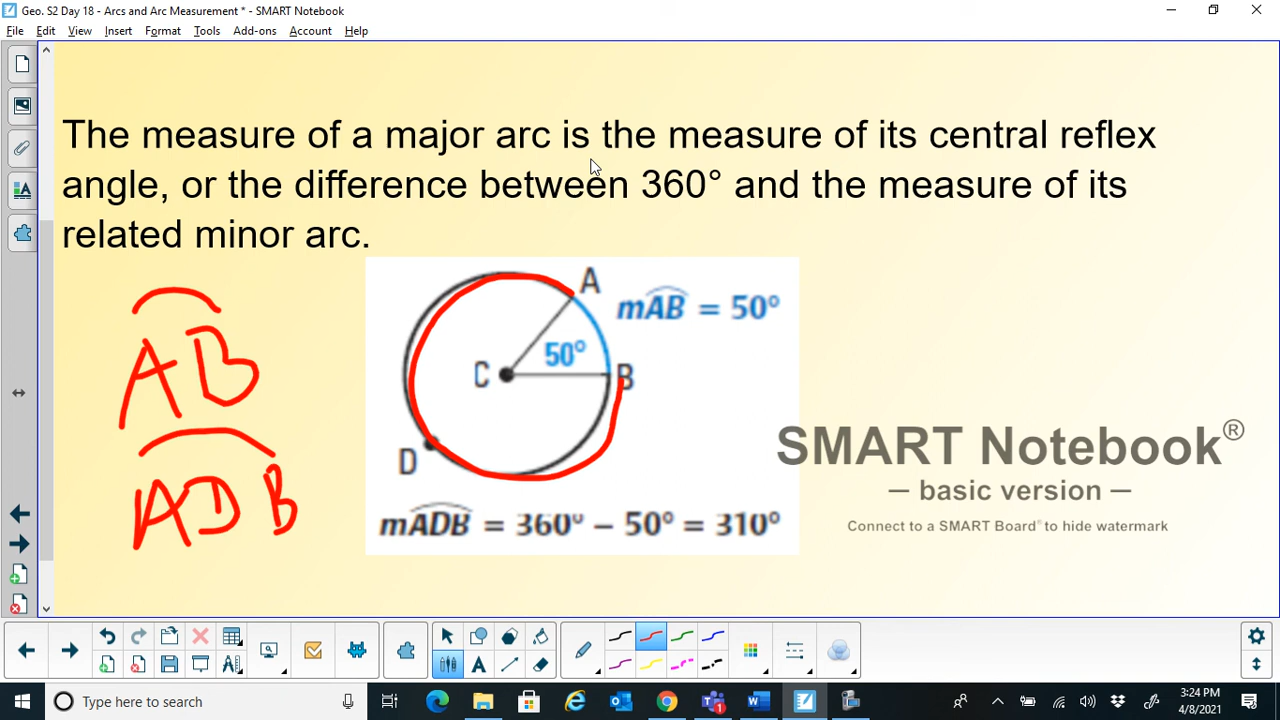 Geo. S2 Day 18 - Arcs and Arc Measurement * - SMART Notebook
File Edit View Insert Format Tools Add-ons Account Help
The measure of a major arc is the measure of its central reflex
angle, or the difference between 360° and the measure of its
related minor arc.
AB
ADB
A
mAB = 50°
50°
C
B
D
mADB = 360° − 50° = 310°
SMART Notebook®
— basic version —
Connect to a SMART Board® to hide watermark
Type here to search
3:24 PM
4/8/2021